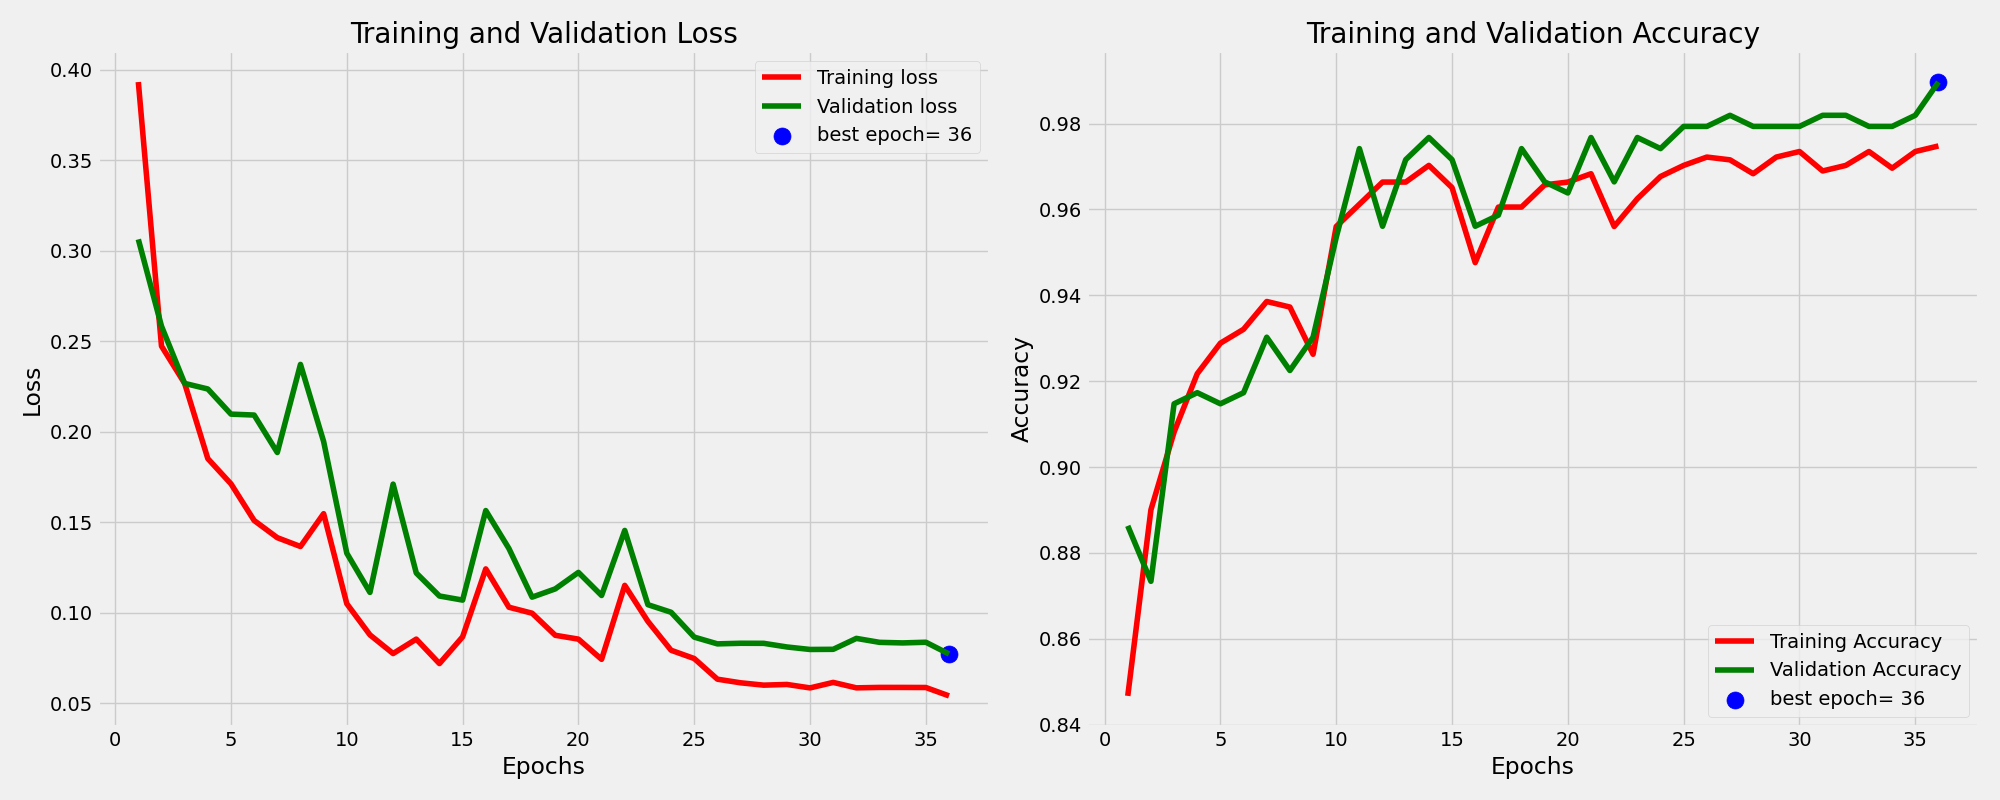 Training and Validation Loss
0.40
0.35
0.30
0.25
0.20
0.15
0.10
0.05
Loss
Training loss
Validation loss
best epoch= 36
0 5 10 15 20 25 30 35
Epochs
Training and Validation Accuracy
0.98
0.96
0.94
0.92
0.90
0.88
0.86
0.84
Accuracy
Training Accuracy
Validation Accuracy
best epoch= 36
0 5 10 15 20 25 30 35
Epochs